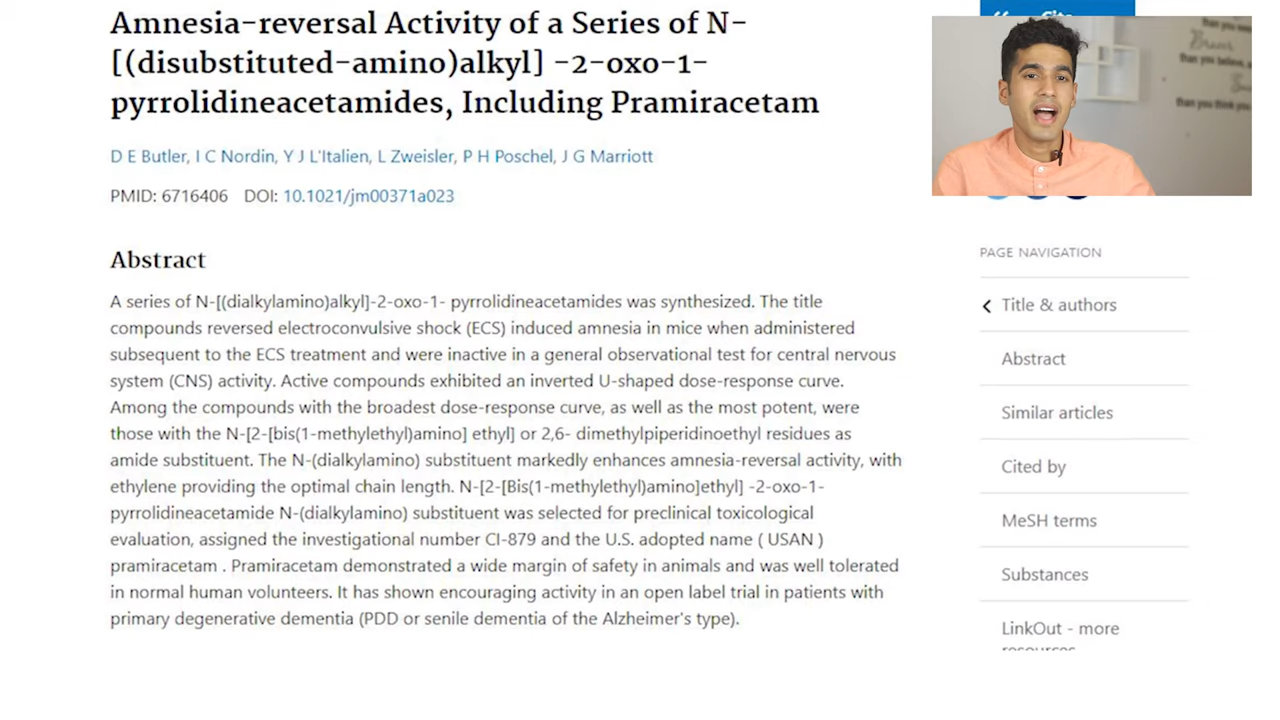 Amnesia-reversal Activity of a Series of N-
[(disubstituted-amino)alkyl] -2-oxo-1-
pyrrolidineacetamides, Including Pramiracetam
D E Butler, I C Nordin, Y J L'Italien, L Zweisler, P H Poschel, J G Marriott
PMID: 6716406 DOI: 10.1021/jm00371a023
Abstract
A series of N-[(dialkylamino)alkyl]-2-oxo-1- pyrrolidineacetamides was synthesized. The title
compounds reversed electroconvulsive shock (ECS) induced amnesia in mice when administered
subsequent to the ECS treatment and were inactive in a general observational test for central nervous
system (CNS) activity. Active compounds exhibited an inverted U-shaped dose-response curve.
Among the compounds with the broadest dose-response curve, as well as the most potent, were
those with the N-[2-[bis(1-methylethyl)amino] ethyl] or 2,6- dimethylpiperidinoethyl residues as
amide substituent. The N-(dialkylamino) substituent markedly enhances amnesia-reversal activity, with
ethylene providing the optimal chain length. N-[2-[Bis(1-methylethyl)amino]ethyl] -2-oxo-1-
pyrrolidineacetamide N-(dialkylamino) substituent was selected for preclinical toxicological
evaluation, assigned the investigational number CI-879 and the U.S. adopted name ( USAN )
pramiracetam . Pramiracetam demonstrated a wide margin of safety in animals and was well tolerated
in normal human volunteers. It has shown encouraging activity in an open label trial in patients with
primary degenerative dementia (PDD or senile dementia of the Alzheimer's type).
than you believe
than you think you
PAGE NAVIGATION
Title & authors
Abstract
Similar articles
Cited by
MeSH terms
Substances
LinkOut - more
resources